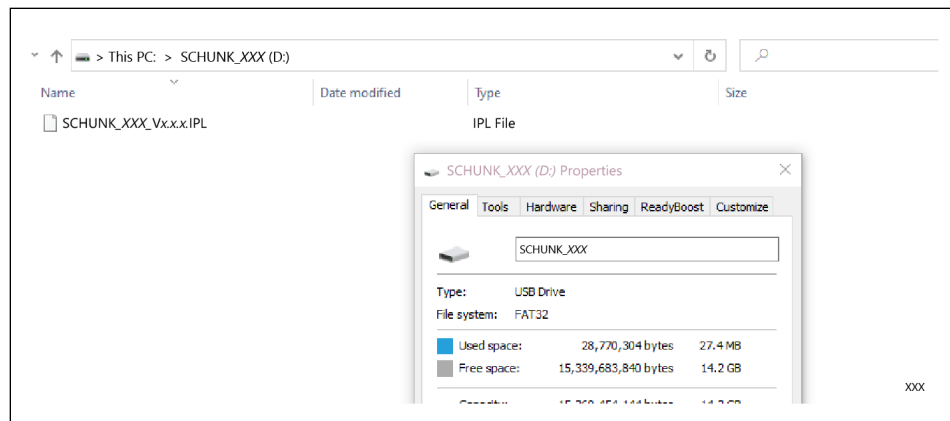 > This PC: > SCHUNK_XXX (D:)
Name Date modified Type Size
SCHUNK_XXX_Vx.x.x.IPL IPL File
SCHUNK_XXX (D:) Properties
General Tools Hardware Sharing ReadyBoost Customize
SCHUNK_XXX
Type: USB Drive
File system: FAT32
Used space: 28,770,304 bytes 27.4 MB
Free space: 15,339,683,840 bytes 14.2 GB
XXX